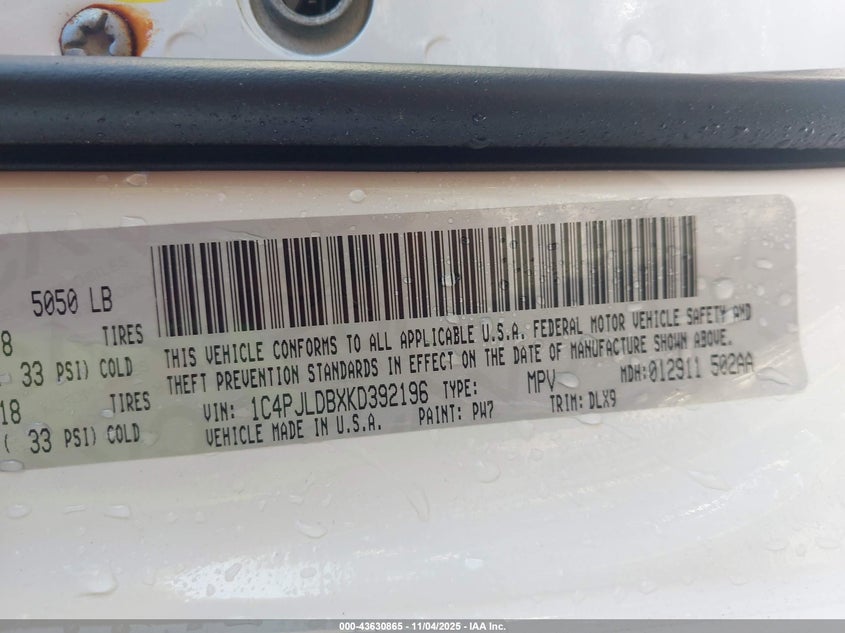 5050 LB
8 TIRES
33 PSI) COLD
18 TIRES
( 33 PSI) COLD
THIS VEHICLE CONFORMS TO ALL APPLICABLE U.S.A. FEDERAL MOTOR VEHICLE SAFETY AND
THEFT PREVENTION STANDARDS IN EFFECT ON THE DATE OF MANUFACTURE SHOWN ABOVE.
VIN: 1C4PJLDBXKD392196 TYPE: MPV MDH:012911 502AA
VEHICLE MADE IN U.S.A. PAINT: PW7 TRIM: DLX9
000-43630865 - 11/04/2025 - IAA Inc.